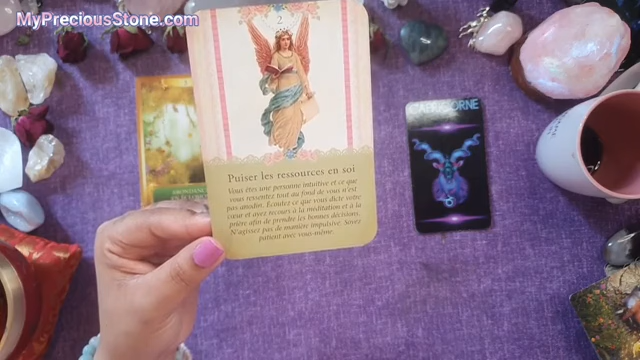 MyPreciousStone.com
2
Puiser les ressources en soi
Vous êtes une personne intuitive et ce que
vous ressentez tout au fond de vous n'est
pas anodin. Écoutez ce que vous dicte votre
cœur et ayez recours à la méditation et à la
prière afin de prendre les bonnes décisions.
N'agissez pas de manière impulsive. Soyez
patient avec vous-même.
CAPRICORNE
ABONDANCE